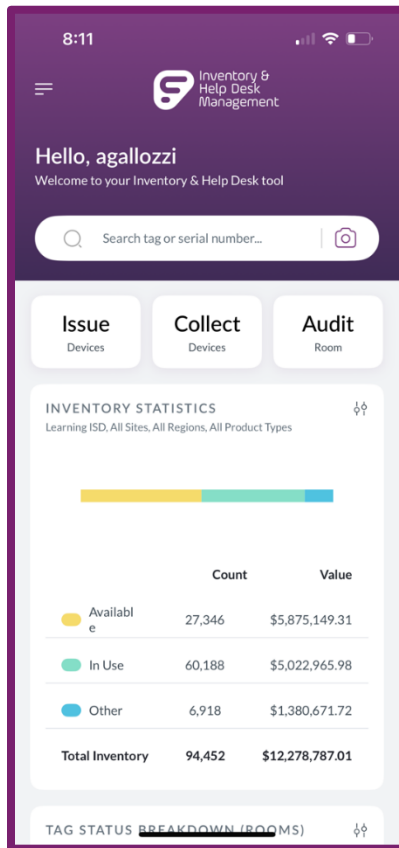 8:11
Inventory &
Help Desk
Management
Hello, agallozzi
Welcome to your Inventory & Help Desk tool
Search tag or serial number...
Issue
Devices
Collect
Devices
Audit
Room
INVENTORY STATISTICS
Learning ISD, All Sites, All Regions, All Product Types
Count Value
Availabl
e
27,346 $5,875,149.31
In Use 60,188 $5,022,965.98
Other 6,918 $1,380,671.72
Total Inventory 94,452 $12,278,787.01
TAG STATUS BREAKDOWN (ROOMS)